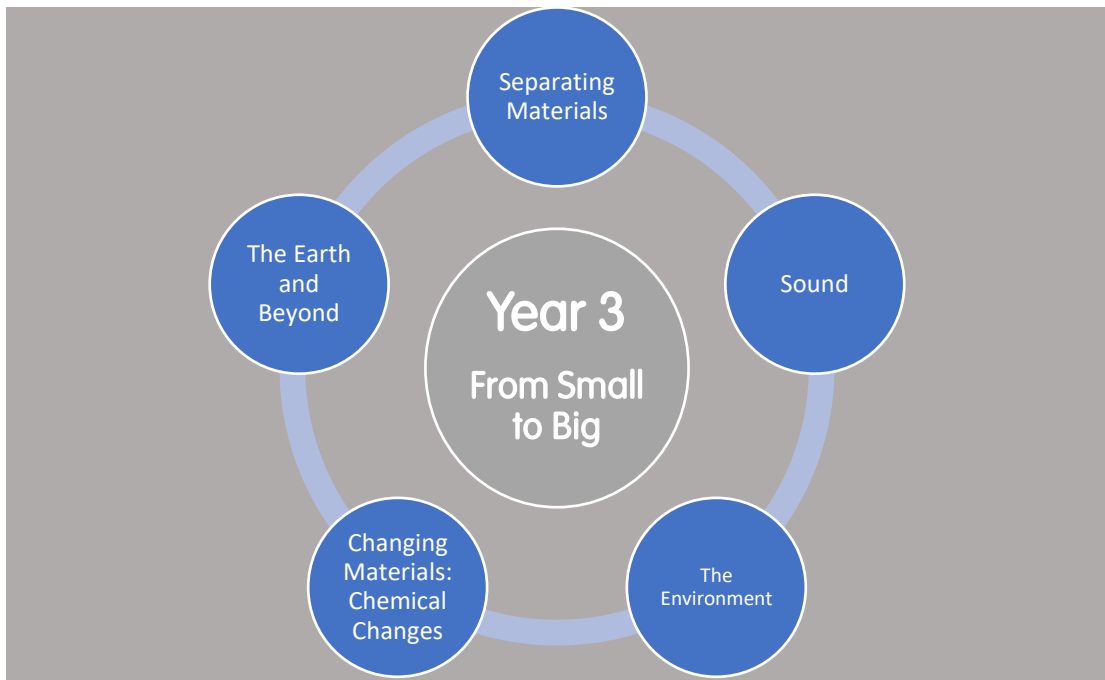 Separating
Materials
The Earth
and
Beyond
Sound
Year 3
From Small
to Big
Changing
Materials:
Chemical
Changes
The
Environment